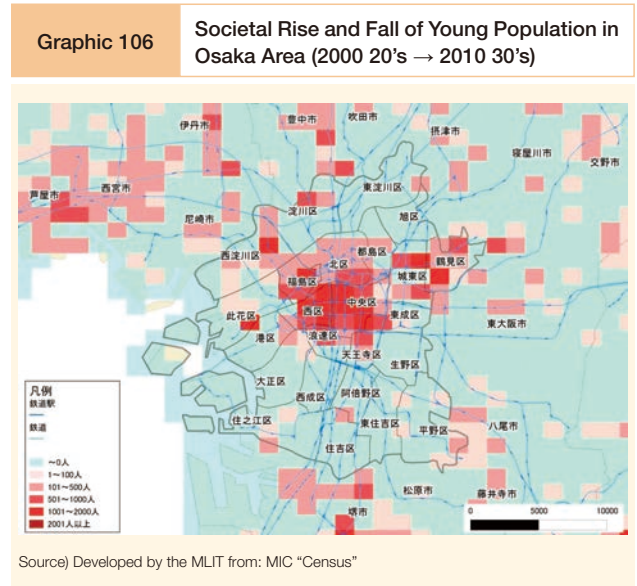 Graphic 106
Societal Rise and Fall of Young Population in
Osaka Area (2000 20's → 2010 30's)
伊丹市
豊中市
吹田市
摂津市
寝屋川市
交野市
芦屋市
西宮市
東淀川区
淀川区
旭区
尼崎市
西淀川区
都島区
北区
鶴見区
城東区
福島区
中央区
西区
此花区
東成区
東大阪市
港区
浪速区
天王寺区
生野区
大正区
西成区
阿倍野区
住之江区
東住吉区
平野区
八尾市
住吉区
松原市
藤井寺市
堺市
凡例
鉄道駅
鉄道
～0人
1～100人
101～500人
501～1000人
1001～2000人
2001人以上
0 5000 10000
Source) Developed by the MLIT from: MIC “Census”